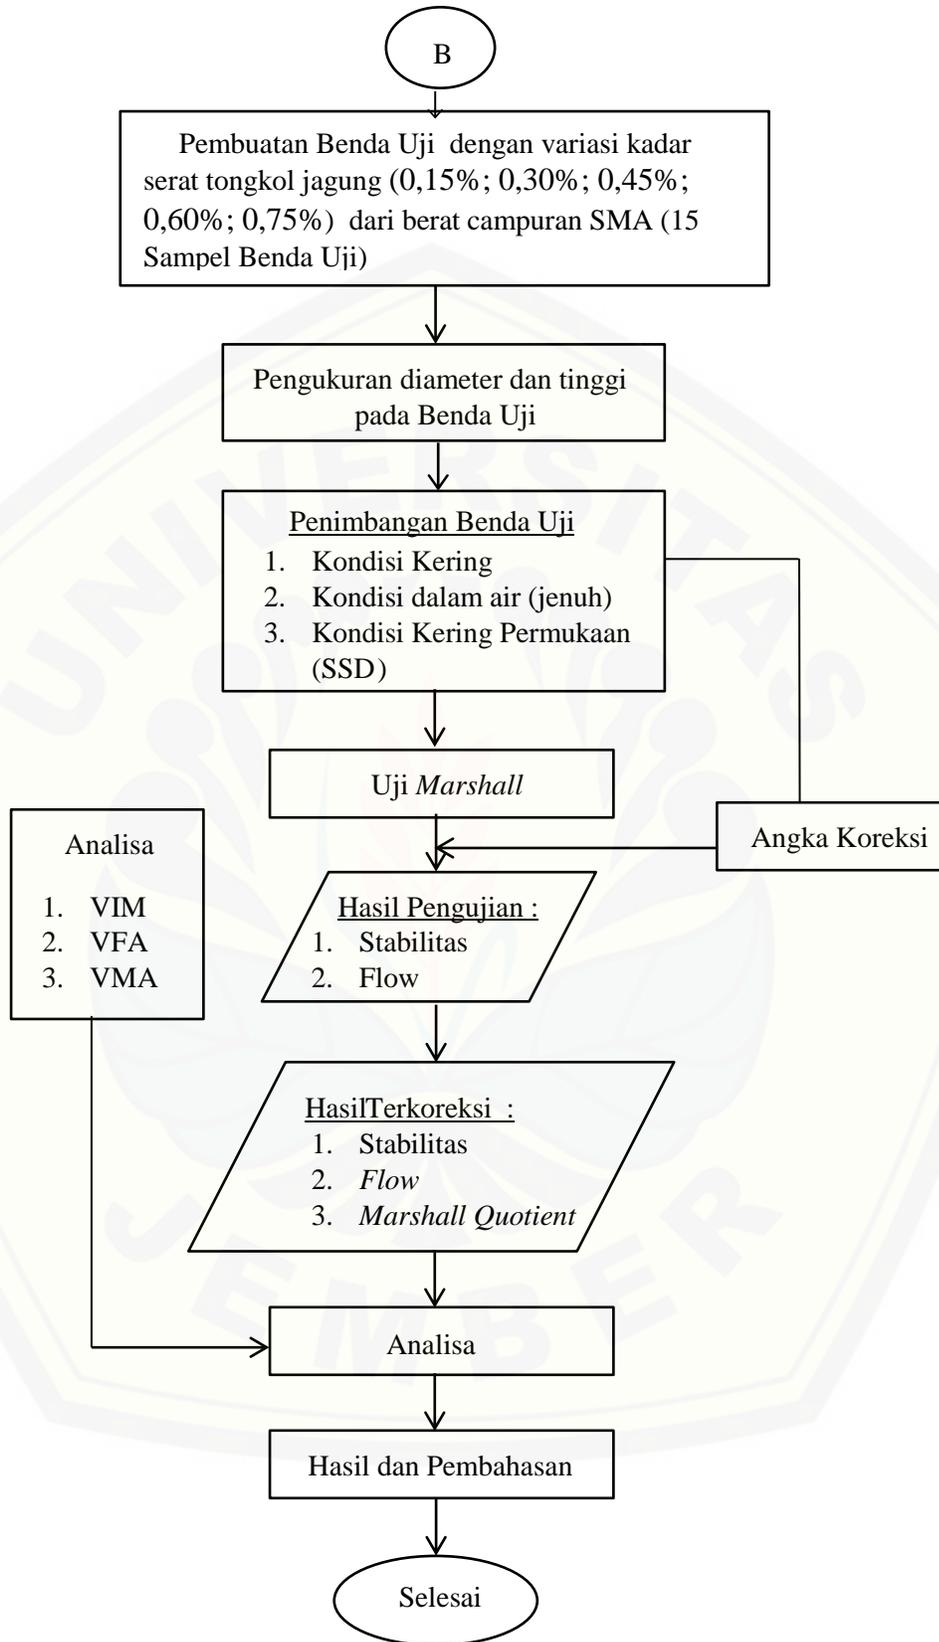 B
Pembuatan Benda Uji dengan variasi kadar
serat tongkol jagung (0,15%; 0,30%; 0,45%;
0,60%; 0,75%) dari berat campuran SMA (15
Sampel Benda Uji)
Pengukuran diameter dan tinggi
pada Benda Uji
Penimbangan Benda Uji
1. Kondisi Kering
2. Kondisi dalam air (jenuh)
3. Kondisi Kering Permukaan
(SSD)
Uji Marshall
Angka Koreksi
Analisa
1. VIM
2. VFA
3. VMA
Hasil Pengujian :
1. Stabilitas
2. Flow
HasilTerkoreksi :
1. Stabilitas
2. Flow
3. Marshall Quotient
Analisa
Hasil dan Pembahasan
Selesai
UNIVERSITAS
JEMBER